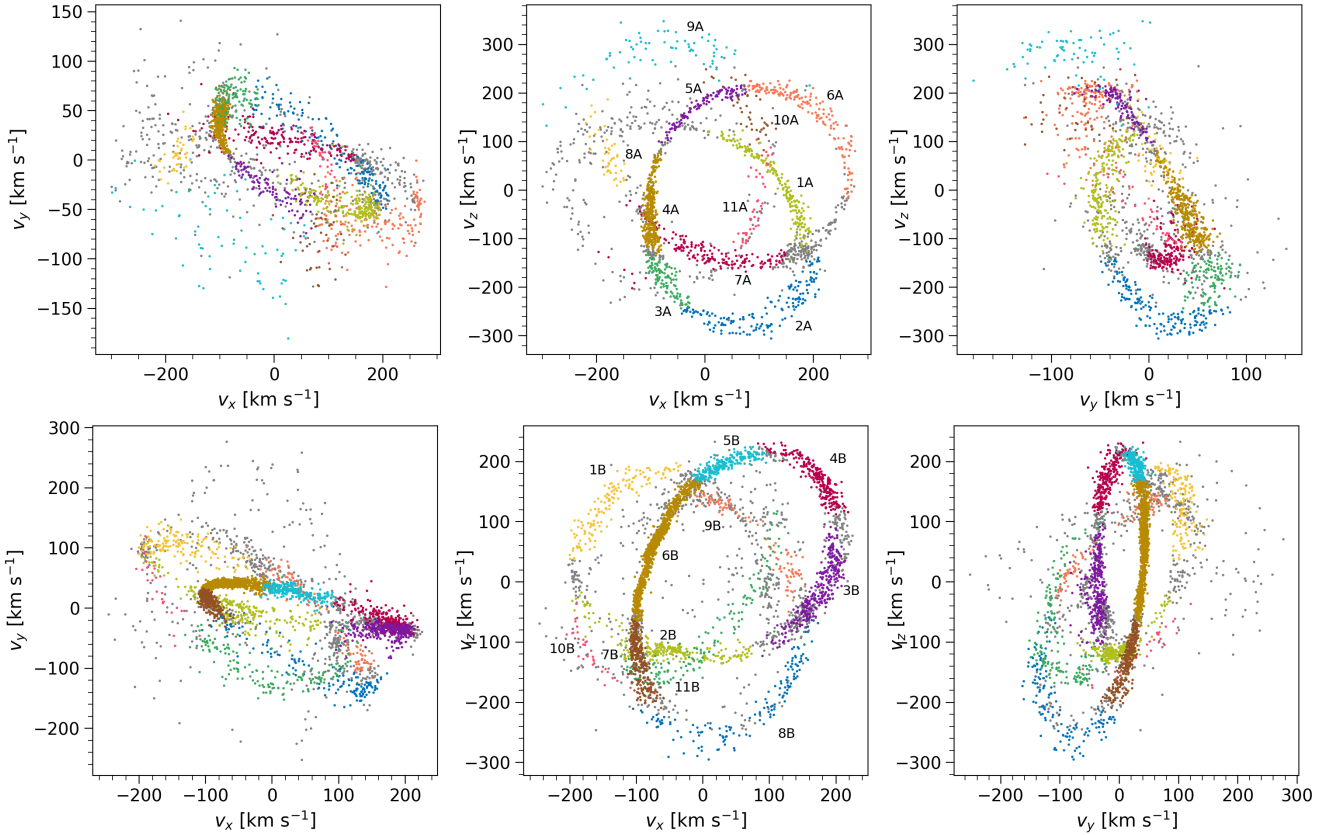 150
100
50
0
−50
−100
−150
v_y [km s⁻¹]
−200
0
200
v_x [km s⁻¹]
300
200
100
0
−100
−200
−300
v_z [km s⁻¹]
9A
5A
6A
10A
8A
1A
4A
11A
7A
3A
2A
−200
0
200
v_x [km s⁻¹]
300
200
100
0
−100
−200
−300
v_z [km s⁻¹]
−100
0
100
v_y [km s⁻¹]
300
200
100
0
−100
−200
v_y [km s⁻¹]
−200
−100
0
100
200
v_x [km s⁻¹]
200
100
0
−100
−200
−300
v_z [km s⁻¹]
5B
1B
4B
9B
6B
3B
2B
10B
7B
11B
8B
−200
−100
0
100
200
v_x [km s⁻¹]
200
100
0
−100
−200
−300
v_z [km s⁻¹]
−200
−100
0
100
200
300
v_y [km s⁻¹]